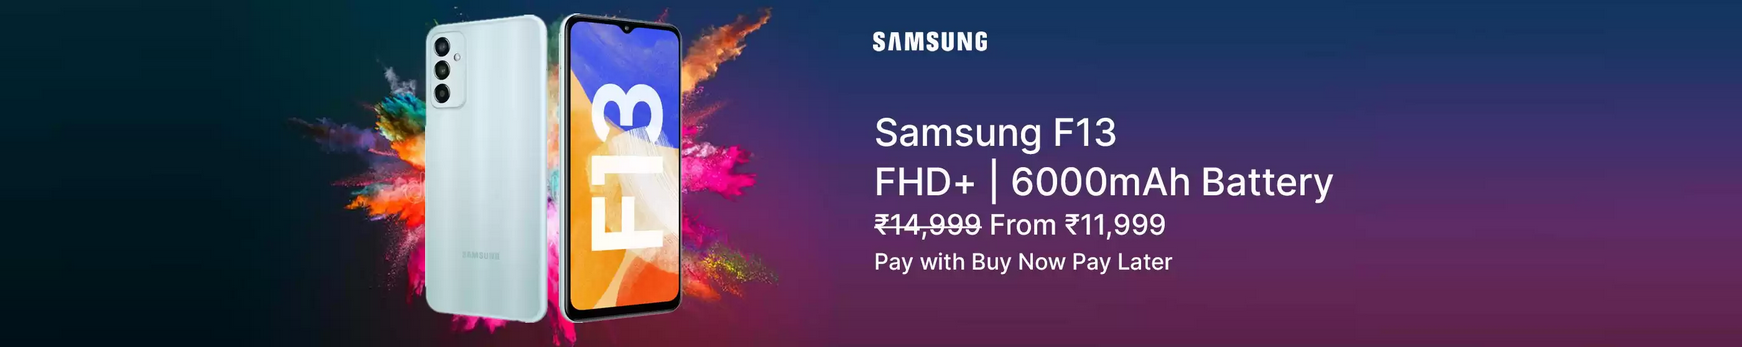 SAMSUNG
F13
SAMSUNG
Samsung F13
FHD+ | 6000mAh Battery
₹14,999 From ₹11,999
Pay with Buy Now Pay Later